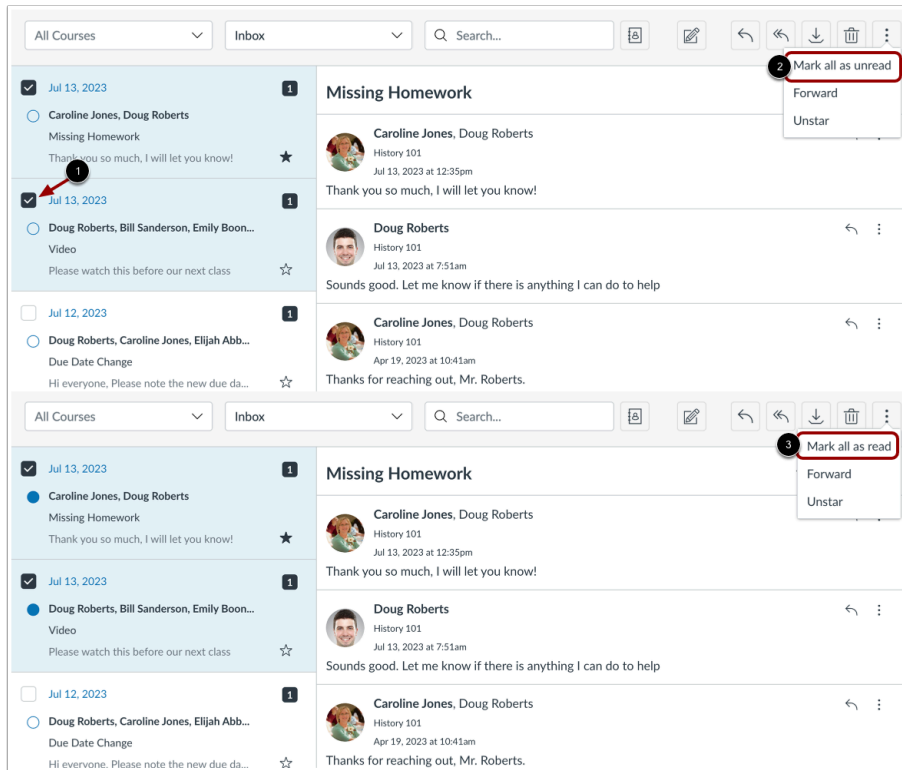 All Courses
Inbox
Search...
2
Mark all as unread
Forward
Unstar
Jul 13, 2023
1
Caroline Jones, Doug Roberts
Missing Homework
Thank you so much, I will let you know!
1
Jul 13, 2023
1
Doug Roberts, Bill Sanderson, Emily Boon...
Video
Please watch this before our next class
Jul 12, 2023
1
Doug Roberts, Caroline Jones, Elijah Abb...
Due Date Change
Hi everyone, Please note the new due da...
Missing Homework
Caroline Jones, Doug Roberts
History 101
Jul 13, 2023 at 12:35pm
Thank you so much, I will let you know!
Doug Roberts
History 101
Jul 13, 2023 at 7:51am
Sounds good. Let me know if there is anything I can do to help
Caroline Jones, Doug Roberts
History 101
Apr 19, 2023 at 10:41am
Thanks for reaching out, Mr. Roberts.
All Courses
Inbox
Search...
3
Mark all as read
Forward
Unstar
Jul 13, 2023
1
Caroline Jones, Doug Roberts
Missing Homework
Thank you so much, I will let you know!
Jul 13, 2023
1
Doug Roberts, Bill Sanderson, Emily Boon...
Video
Please watch this before our next class
Jul 12, 2023
1
Doug Roberts, Caroline Jones, Elijah Abb...
Due Date Change
Hi everyone, Please note the new due da...
Missing Homework
Caroline Jones, Doug Roberts
History 101
Jul 13, 2023 at 12:35pm
Thank you so much, I will let you know!
Doug Roberts
History 101
Jul 13, 2023 at 7:51am
Sounds good. Let me know if there is anything I can do to help
Caroline Jones, Doug Roberts
History 101
Apr 19, 2023 at 10:41am
Thanks for reaching out, Mr. Roberts.